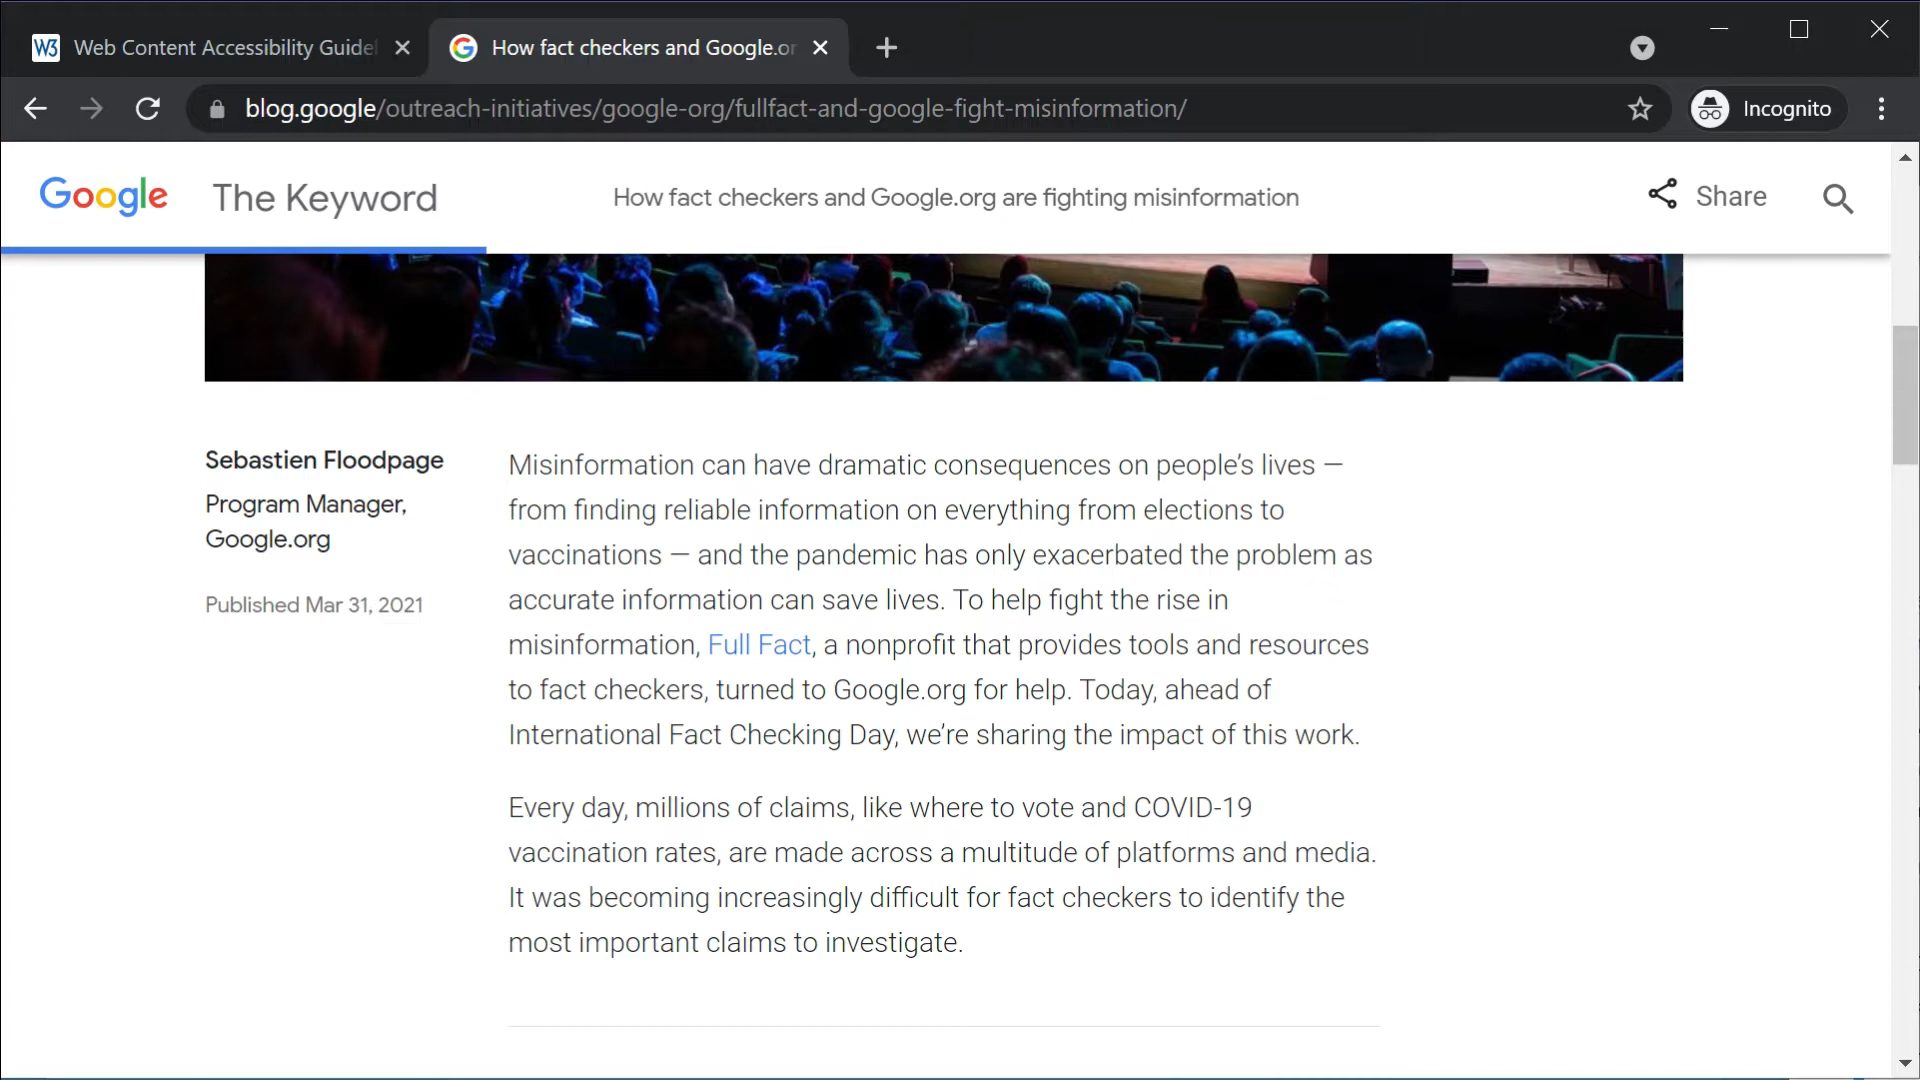 W3 Web Content Accessibility Guidel
How fact checkers and Google.or
blog.google/outreach-initiatives/google-org/fullfact-and-google-fight-misinformation/
Incognito
Google The Keyword
How fact checkers and Google.org are fighting misinformation
Share
Sebastien Floodpage
Program Manager,
Google.org
Published Mar 31, 2021
Misinformation can have dramatic consequences on people’s lives —
from finding reliable information on everything from elections to
vaccinations — and the pandemic has only exacerbated the problem as
accurate information can save lives. To help fight the rise in
misinformation, Full Fact, a nonprofit that provides tools and resources
to fact checkers, turned to Google.org for help. Today, ahead of
International Fact Checking Day, we’re sharing the impact of this work.
Every day, millions of claims, like where to vote and COVID-19
vaccination rates, are made across a multitude of platforms and media.
It was becoming increasingly difficult for fact checkers to identify the
most important claims to investigate.